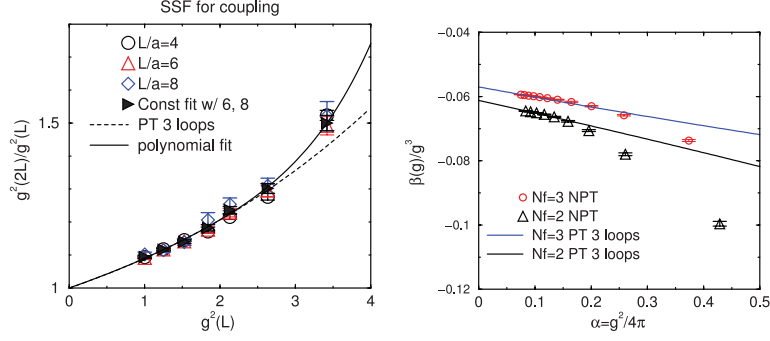 SSF for coupling
g²(2L)/g²(L)
1.5
1
L/a=4
L/a=6
L/a=8
Const fit w/ 6, 8
PT 3 loops
polynomial fit
0 1 2 3 4
g²(L)
β(g)/g³
−0.04
−0.06
−0.08
−0.1
−0.12
Nf=3 NPT
Nf=2 NPT
Nf=3 PT 3 loops
Nf=2 PT 3 loops
0 0.1 0.2 0.3 0.4 0.5
α=g²/4π